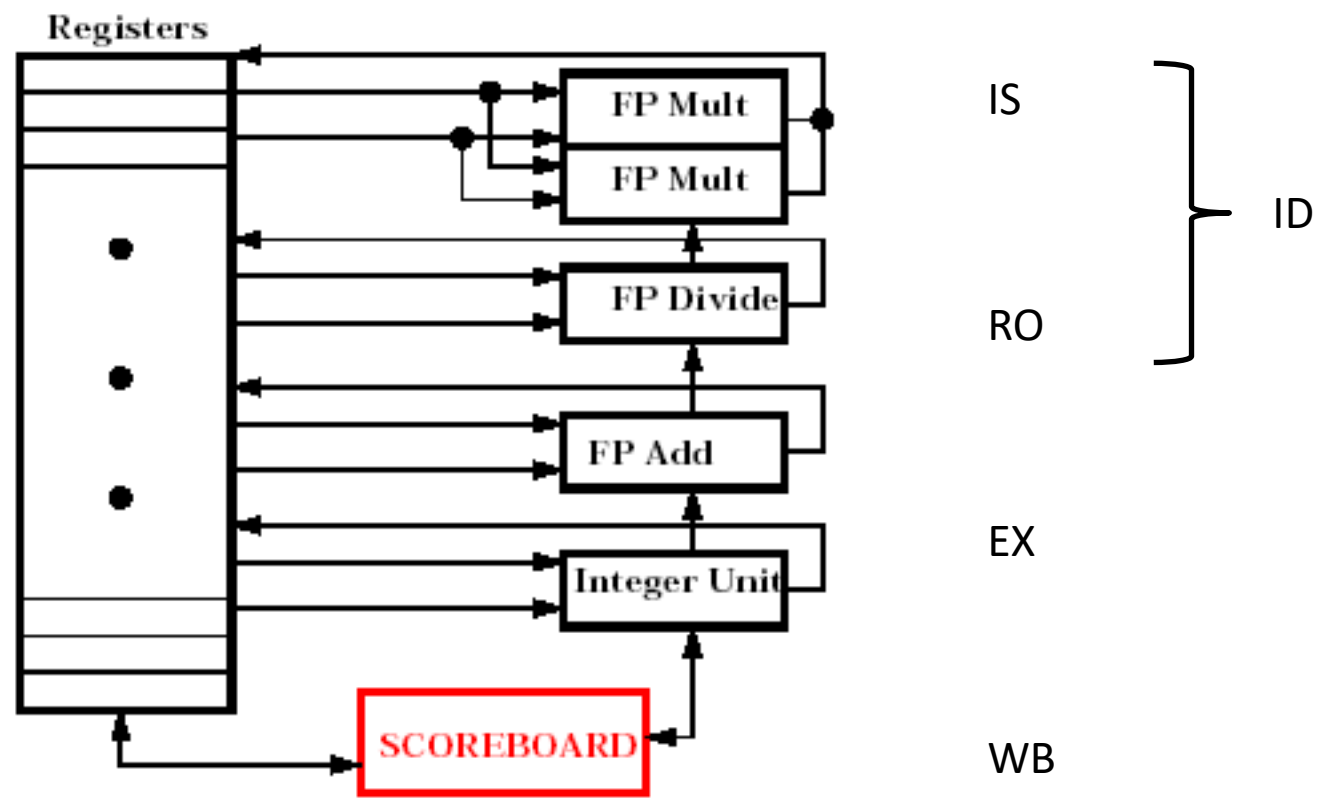 Registers
FP Mult
FP Mult
FP Divide
FP Add
Integer Unit
SCOREBOARD
IS
ID
RO
EX
WB